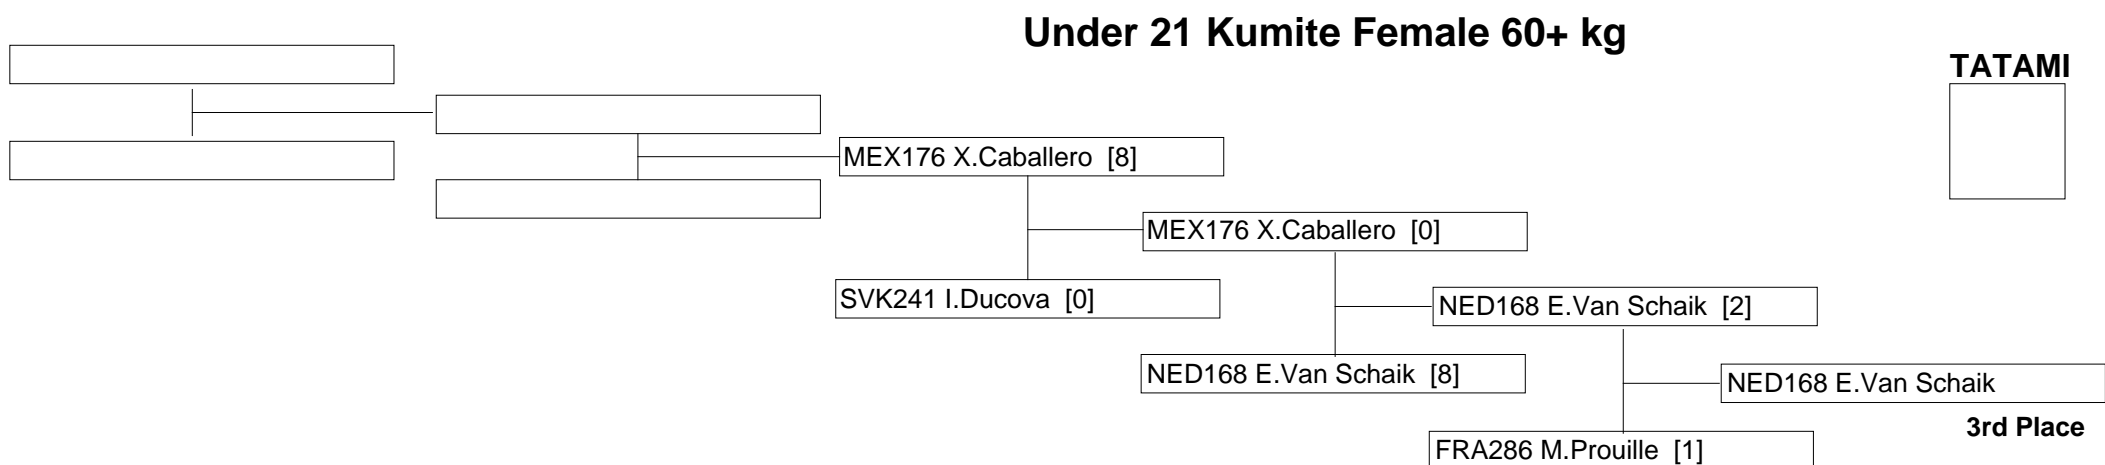 Under 21 Kumite Female 60+ kg
TATAMI
MEX176 X.Caballero [8]
MEX176 X.Caballero [0]
SVK241 I.Ducova [0]
NED168 E.Van Schaik [2]
NED168 E.Van Schaik [8]
NED168 E.Van Schaik
3rd Place
FRA286 M.Prouille [1]